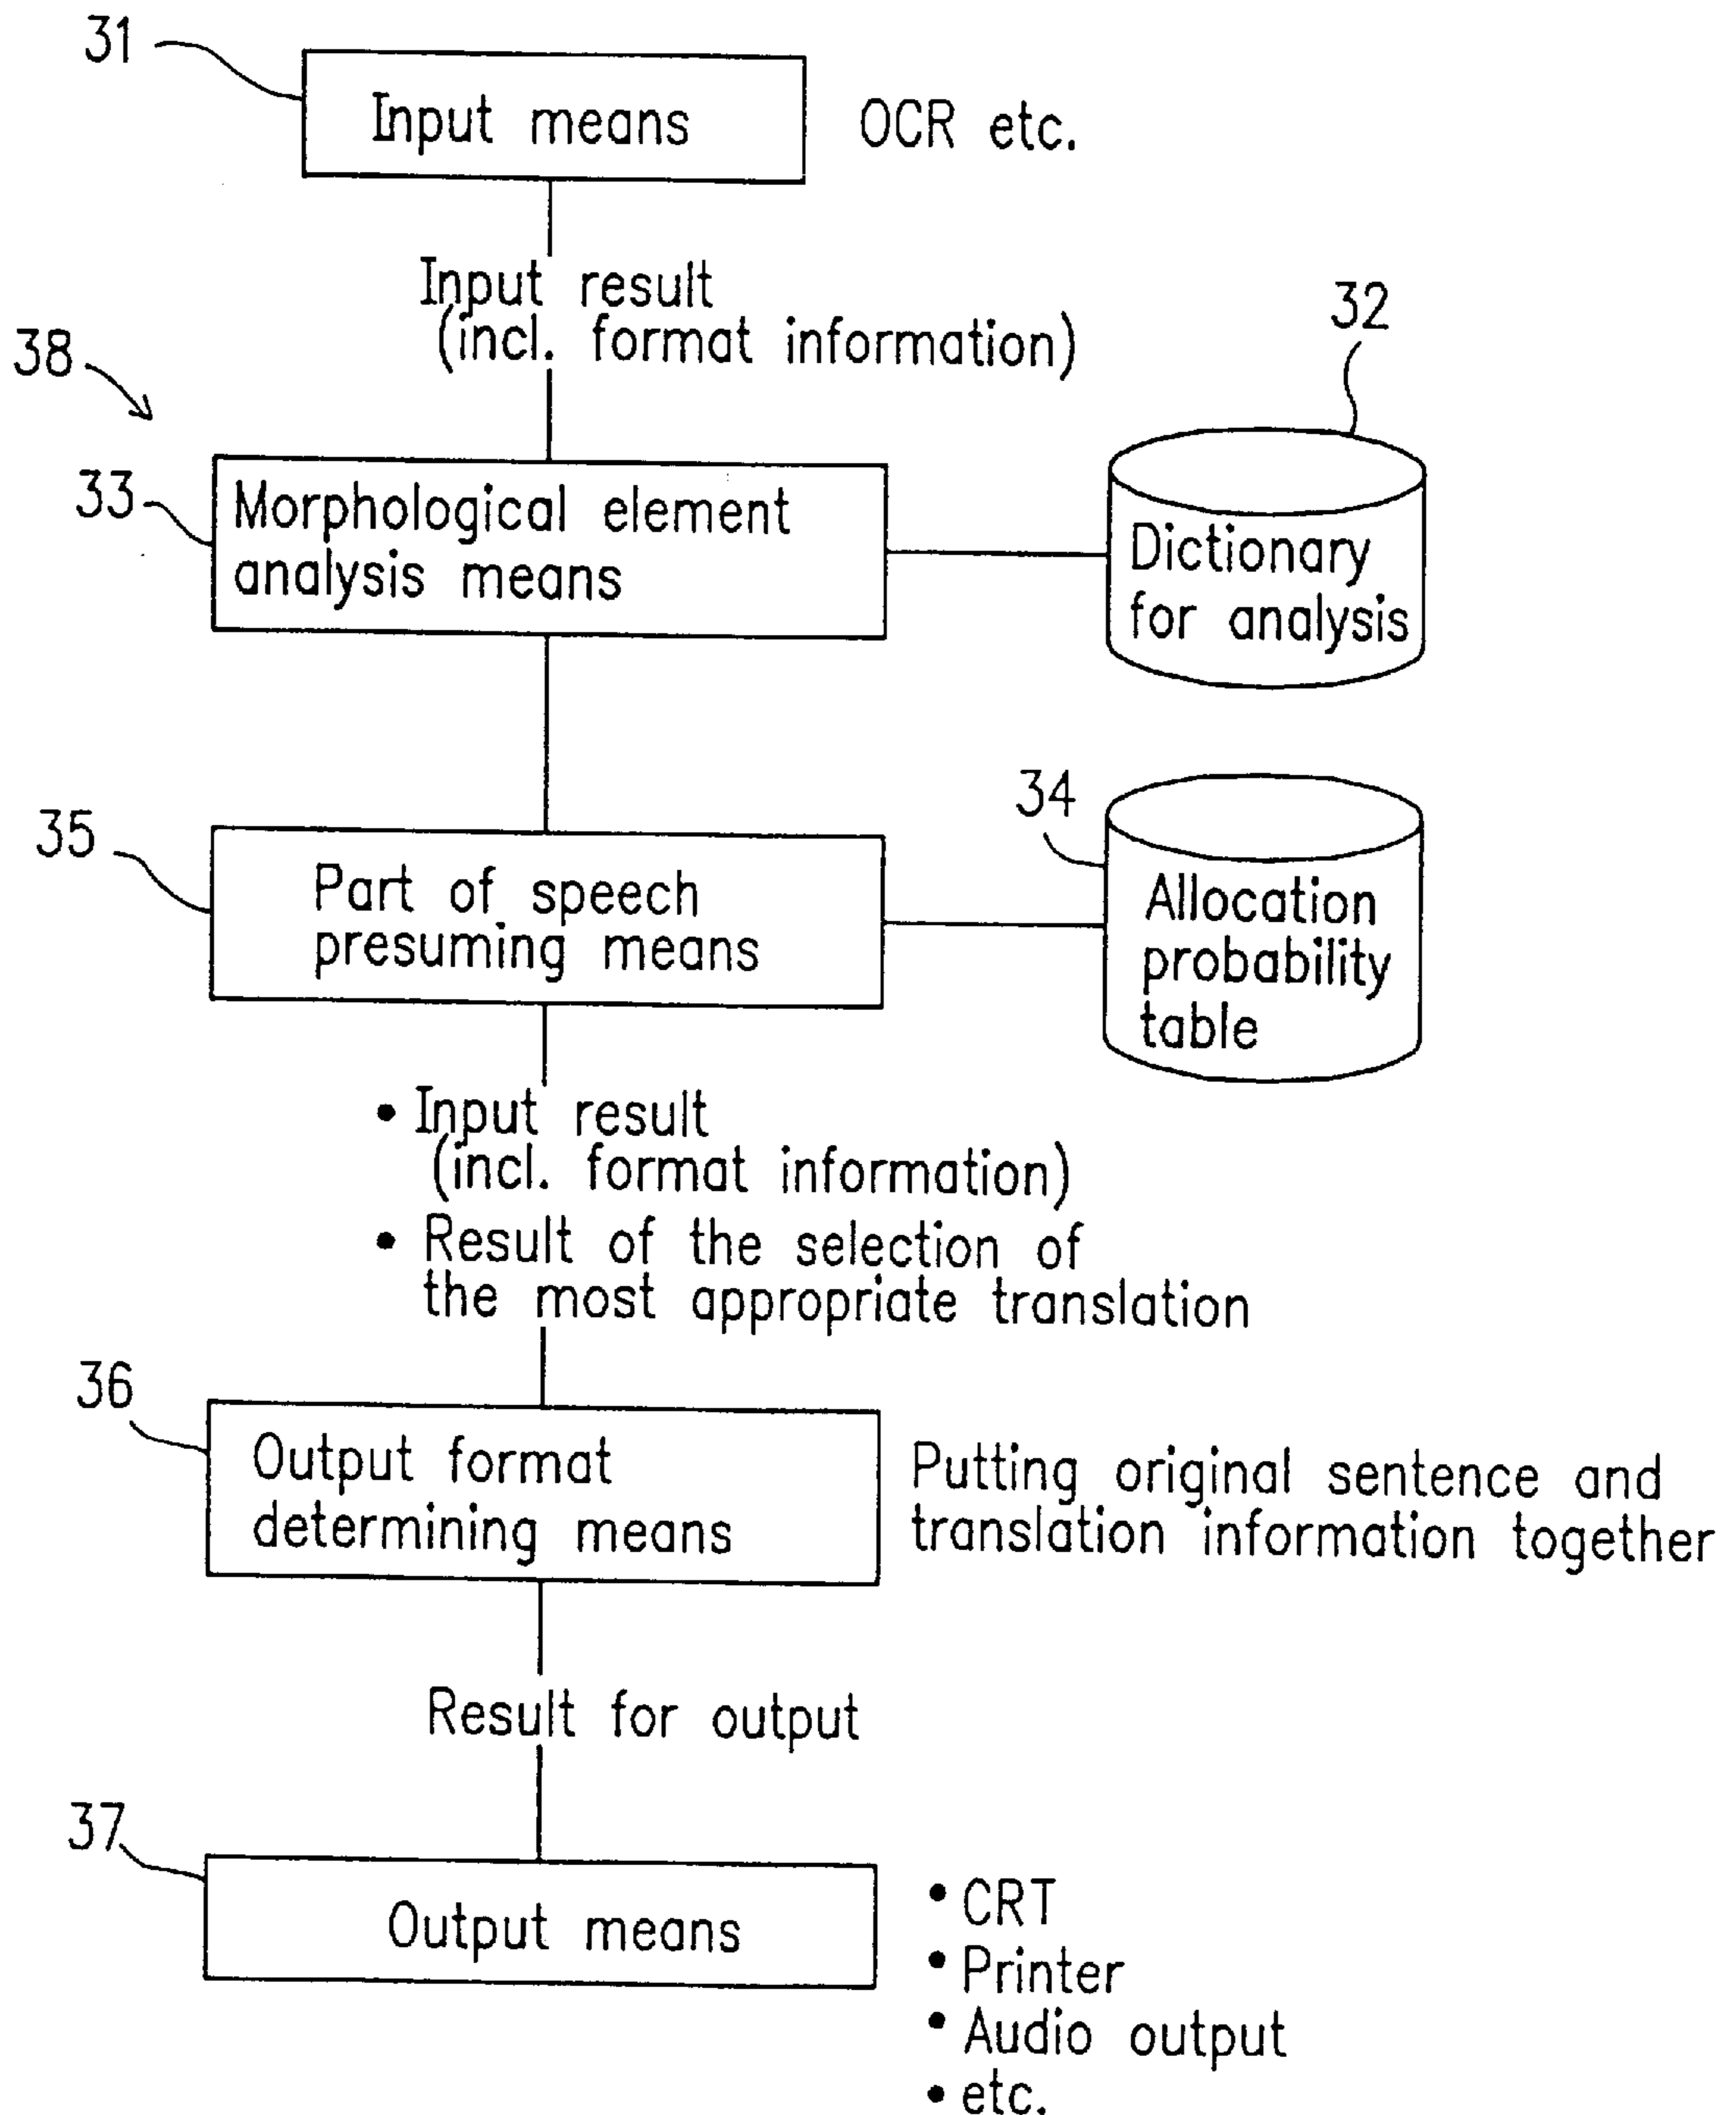 31
Input means
OCR etc.
Input result
(incl. format information)
38
32
33
Morphological element
analysis means
Dictionary
for analysis
35
Part of speech
presuming means
34
Allocation
probability
table
• Input result
(incl. format information)
• Result of the selection of
the most appropriate translation
36
Output format
determining means
Putting original sentence and
translation information together
Result for output
37
Output means
• CRT
• Printer
• Audio output
• etc.